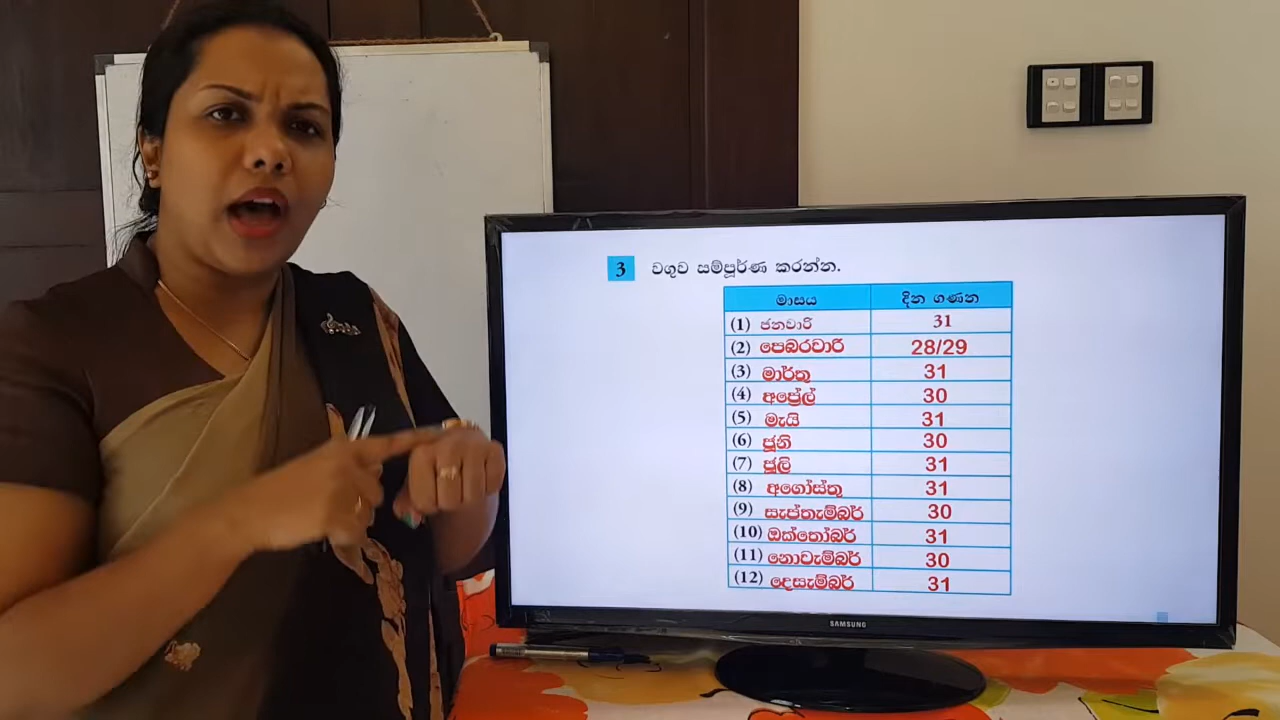 3 වගුව සම්පූර්ණ කරන්න.
මාසය දින ගණන
(1) ජනවාරි 31
(2) පෙබරවාරි 28/29
(3) මාර්තු 31
(4) අප්‍රේල් 30
(5) මැයි 31
(6) ජූනි 30
(7) ජූලි 31
(8) අගෝස්තු 31
(9) සැප්තැම්බර් 30
(10) ඔක්තෝබර් 31
(11) නොවැම්බර් 30
(12) දෙසැම්බර් 31
SAMSUNG